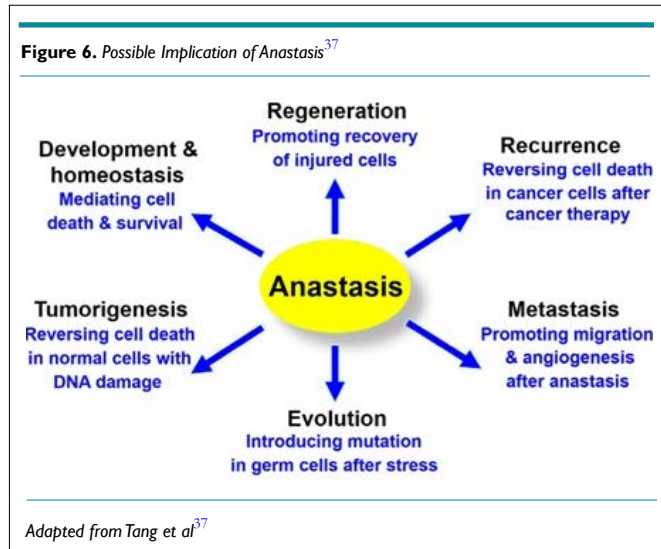 Figure 6. Possible Implication of Anastasis37
Regeneration
Promoting recovery
of injured cells
Development &
homeostasis
Mediating cell
death & survival
Recurrence
Reversing cell death
in cancer cells after
cancer therapy
Anastasis
Tumorigenesis
Reversing cell death
in normal cells with
DNA damage
Metastasis
Promoting migration
& angiogenesis
after anastasis
Evolution
Introducing mutation
in germ cells after stress
Adapted from Tang et al37